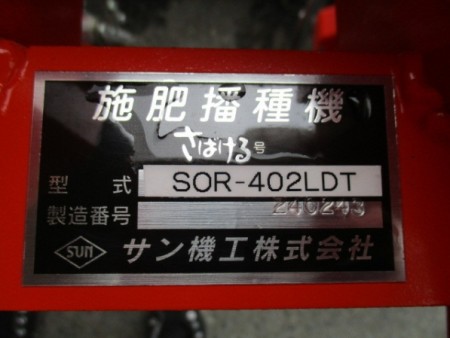 施肥播種機
さばける号
型式 SOR-402LDT
製造番号 240243
SUN サン機工株式会社